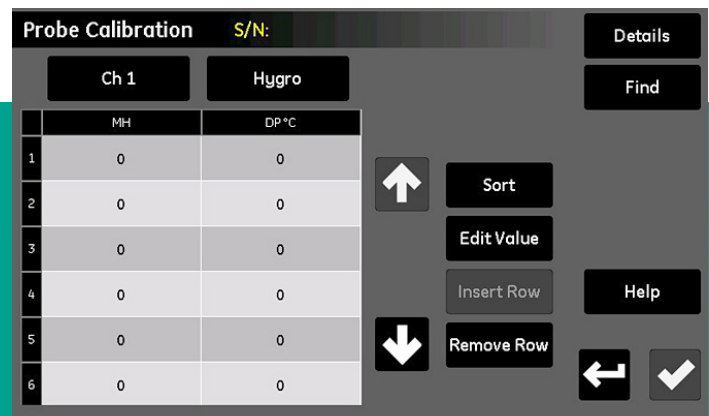 Probe Calibration S/N: Details
Ch 1 Hygro Find
MH DP°C
1 0 0
2 0 0
3 0 0
4 0 0
5 0 0
6 0 0
Sort
Edit Value
Insert Row
Remove Row
Help